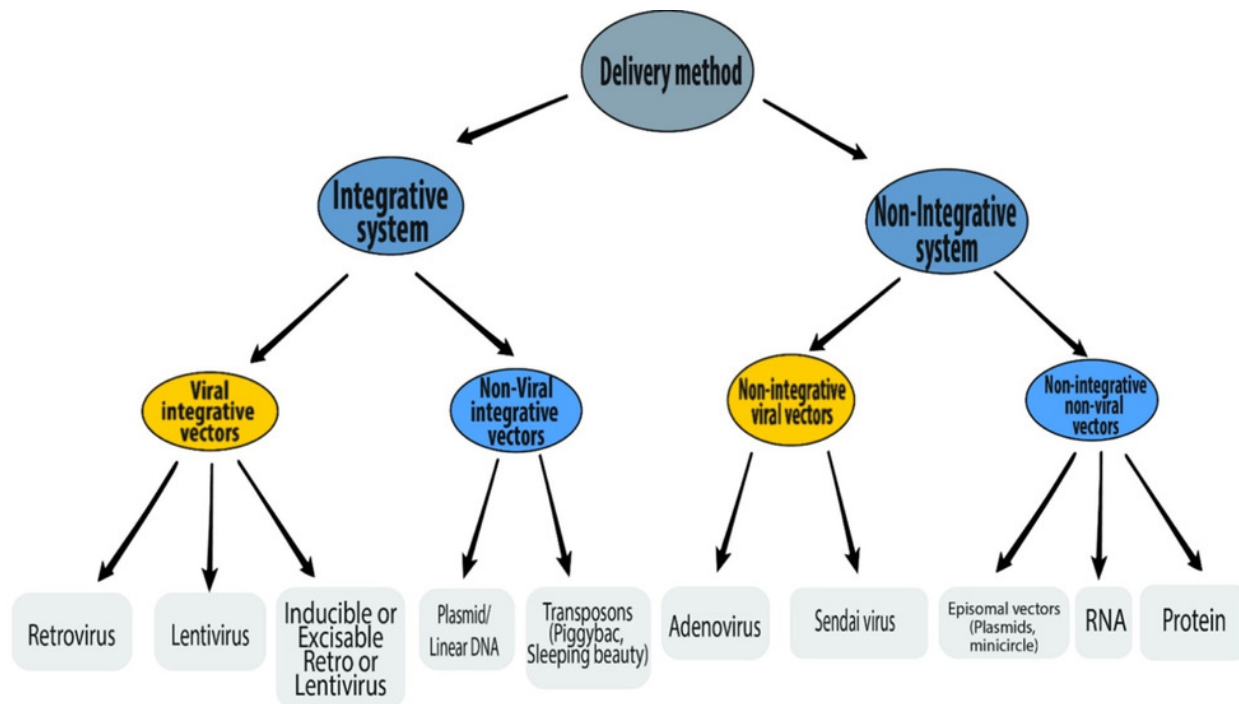 Delivery method
Integrative
system
Non-Integrative
system
Viral
integrative
vectors
Non-Viral
integrative
vectors
Non-integrative
viral vectors
Non-integrative
non-viral
vectors
Retrovirus
Lentivirus
Inducible or
Excisable
Retro or
Lentivirus
Plasmid/
Linear DNA
Transposons
(Piggybac,
Sleeping beauty)
Adenovirus
Sendai virus
Episomal vectors
(Plasmids,
minicircle)
RNA
Protein